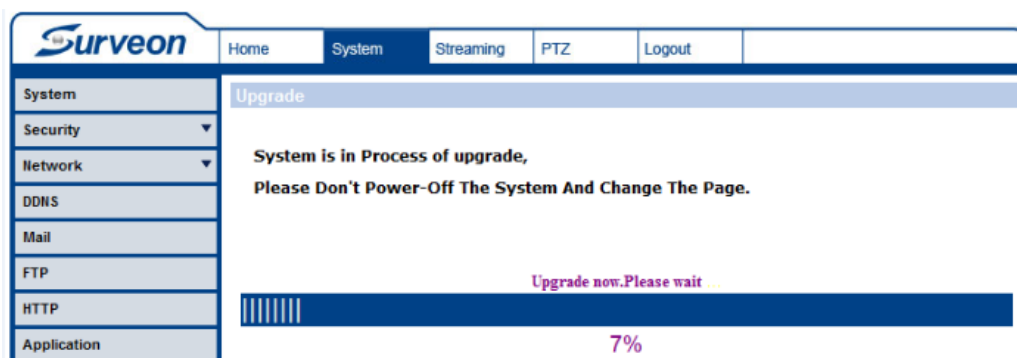 Surveon
Home System Streaming PTZ Logout
System
Security
Network
DDNS
Mail
FTP
HTTP
Application
Upgrade
System is in Process of upgrade,
Please Don't Power-Off The System And Change The Page.
Upgrade now.Please wait ...
7%